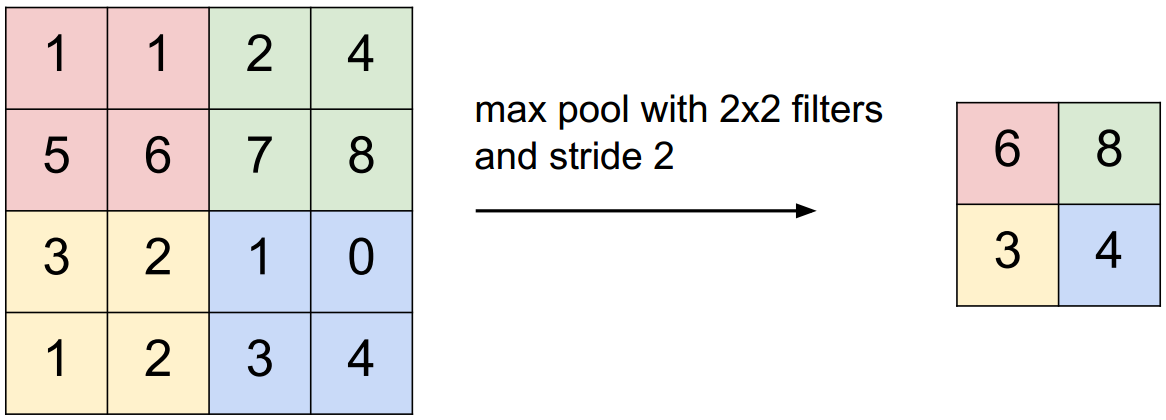 1 1 2 4
5 6 7 8
3 2 1 0
1 2 3 4
max pool with 2x2 filters
and stride 2
6 8
3 4